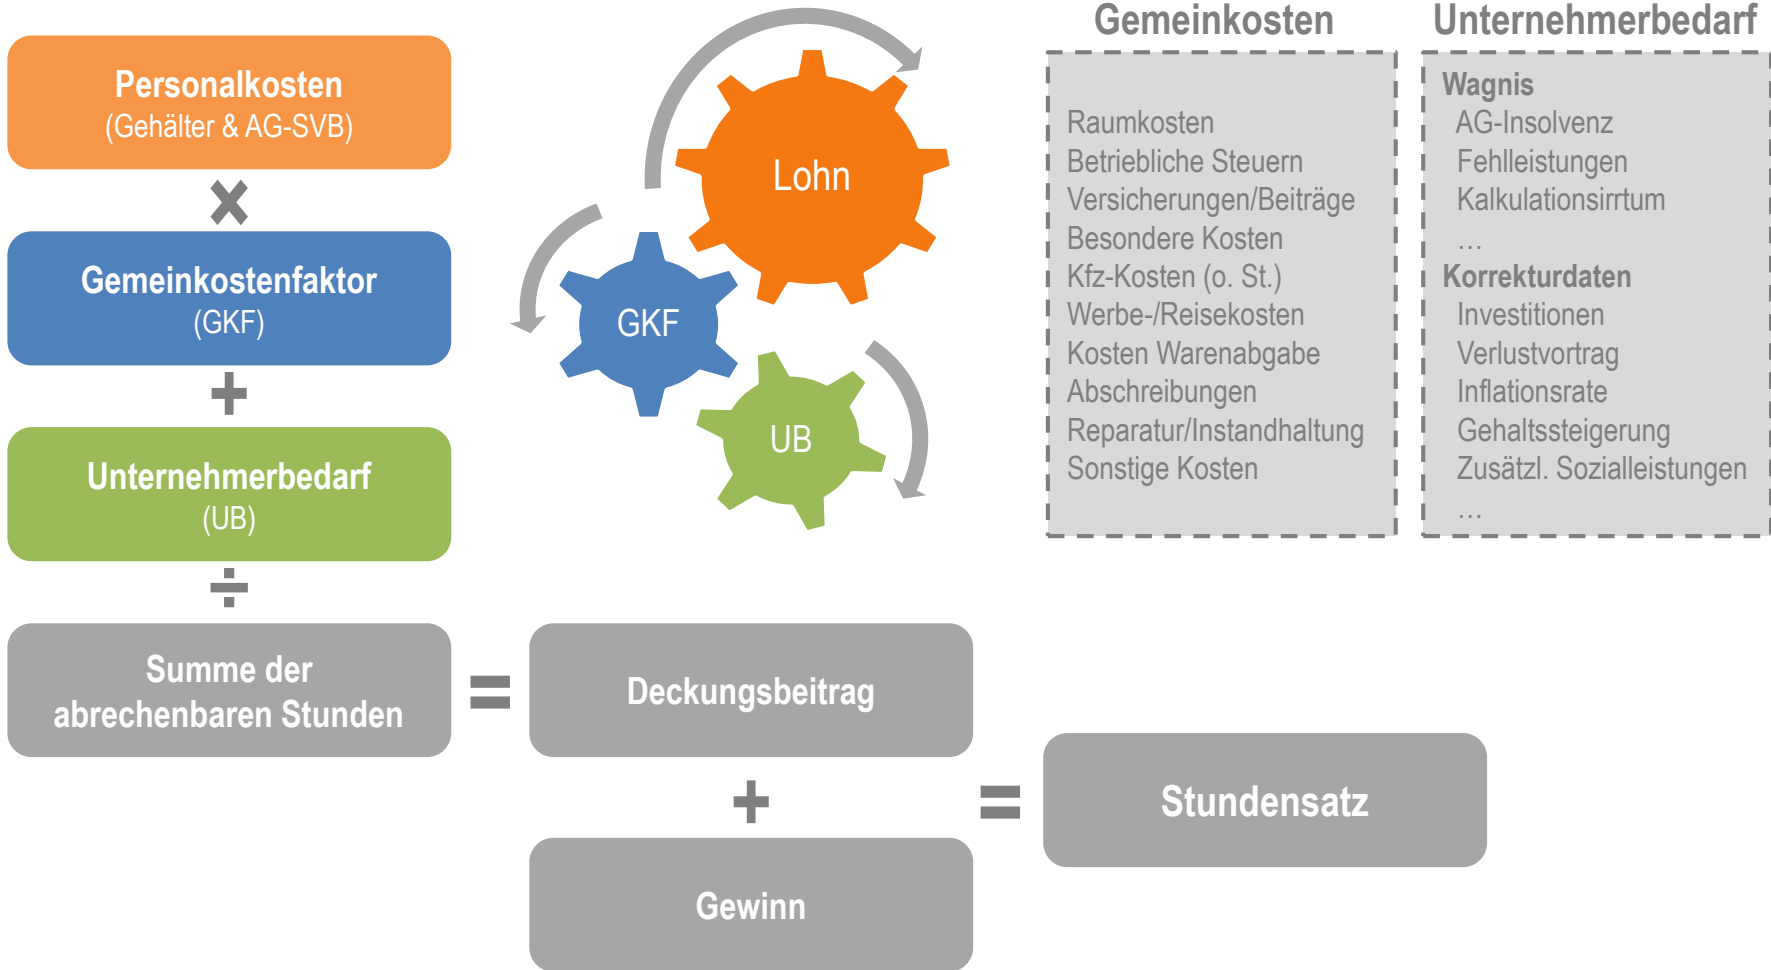 Personalkosten
(Gehälter & AG-SVB)
×
Gemeinkostenfaktor
(GKF)
+
Unternehmerbedarf
(UB)
÷
Summe der
abrechenbaren Stunden
=
Deckungsbeitrag
+
Gewinn
=
Stundensatz
Lohn
GKF
UB
Gemeinkosten
Raumkosten
Betriebliche Steuern
Versicherungen/Beiträge
Besondere Kosten
Kfz-Kosten (o. St.)
Werbe-/Reisekosten
Kosten Warenabgabe
Abschreibungen
Reparatur/Instandhaltung
Sonstige Kosten
Unternehmerbedarf
Wagnis
AG-Insolvenz
Fehlleistungen
Kalkulationsirrtum
…
Korrekturdaten
Investitionen
Verlustvortrag
Inflationsrate
Gehaltssteigerung
Zusätzl. Sozialleistungen
…